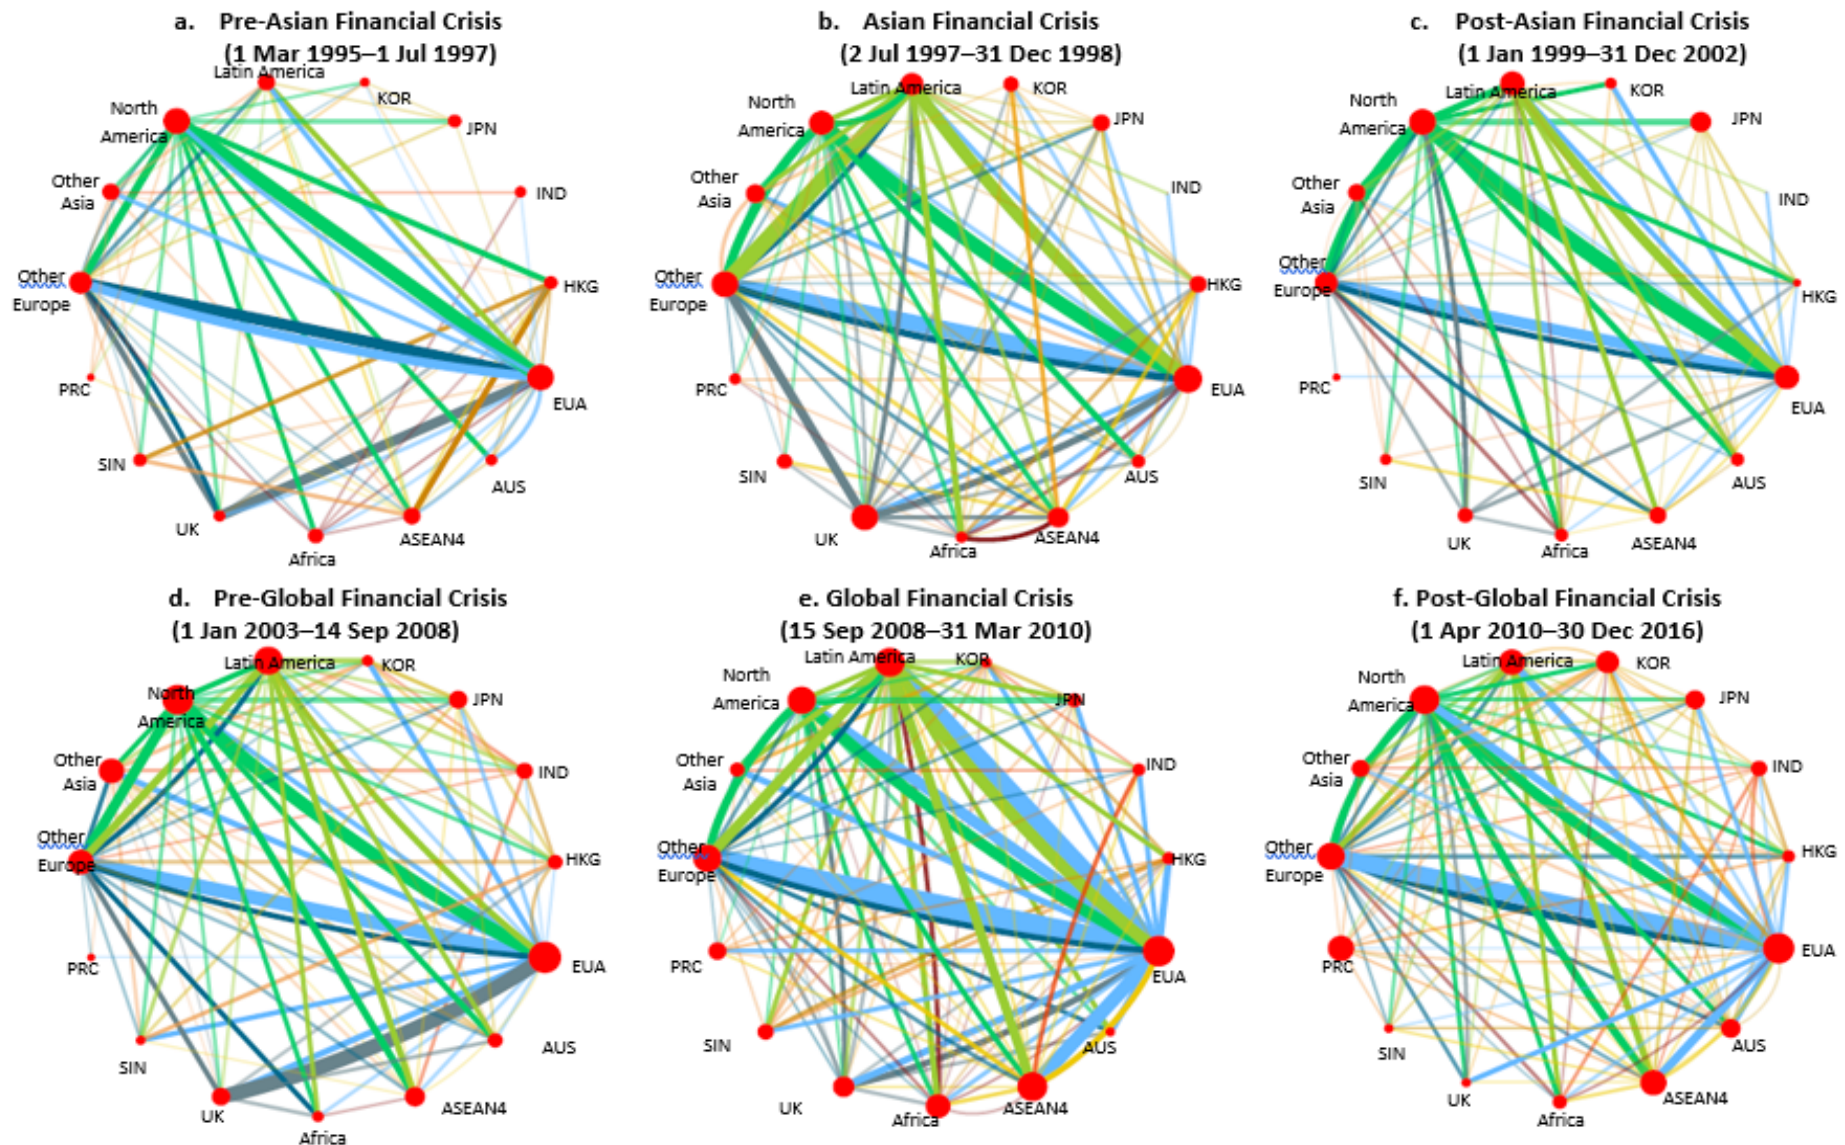 a. Pre-Asian Financial Crisis
(1 Mar 1995–1 Jul 1997)
Latin America
KOR
North
America
JPN
Other
Asia
IND
Other
Europe
HKG
PRC
EUA
SIN
AUS
UK
ASEAN4
Africa
b. Asian Financial Crisis
(2 Jul 1997–31 Dec 1998)
Latin America
KOR
North
America
JPN
Other
Asia
IND
Other
Europe
HKG
PRC
EUA
SIN
AUS
UK
ASEAN4
Africa
c. Post-Asian Financial Crisis
(1 Jan 1999–31 Dec 2002)
Latin America
KOR
North
America
JPN
Other
Asia
IND
Other
Europe
HKG
PRC
EUA
SIN
AUS
UK
ASEAN4
Africa
d. Pre-Global Financial Crisis
(1 Jan 2003–14 Sep 2008)
Latin America
KOR
North
America
JPN
Other
Asia
IND
Other
Europe
HKG
PRC
EUA
SIN
AUS
UK
ASEAN4
Africa
e. Global Financial Crisis
(15 Sep 2008–31 Mar 2010)
Latin America
KOR
North
America
JPN
Other
Asia
IND
Other
Europe
HKG
PRC
EUA
SIN
AUS
UK
ASEAN4
Africa
f. Post-Global Financial Crisis
(1 Apr 2010–30 Dec 2016)
Latin America
KOR
North
America
JPN
Other
Asia
IND
Other
Europe
HKG
PRC
EUA
SIN
AUS
UK
ASEAN4
Africa